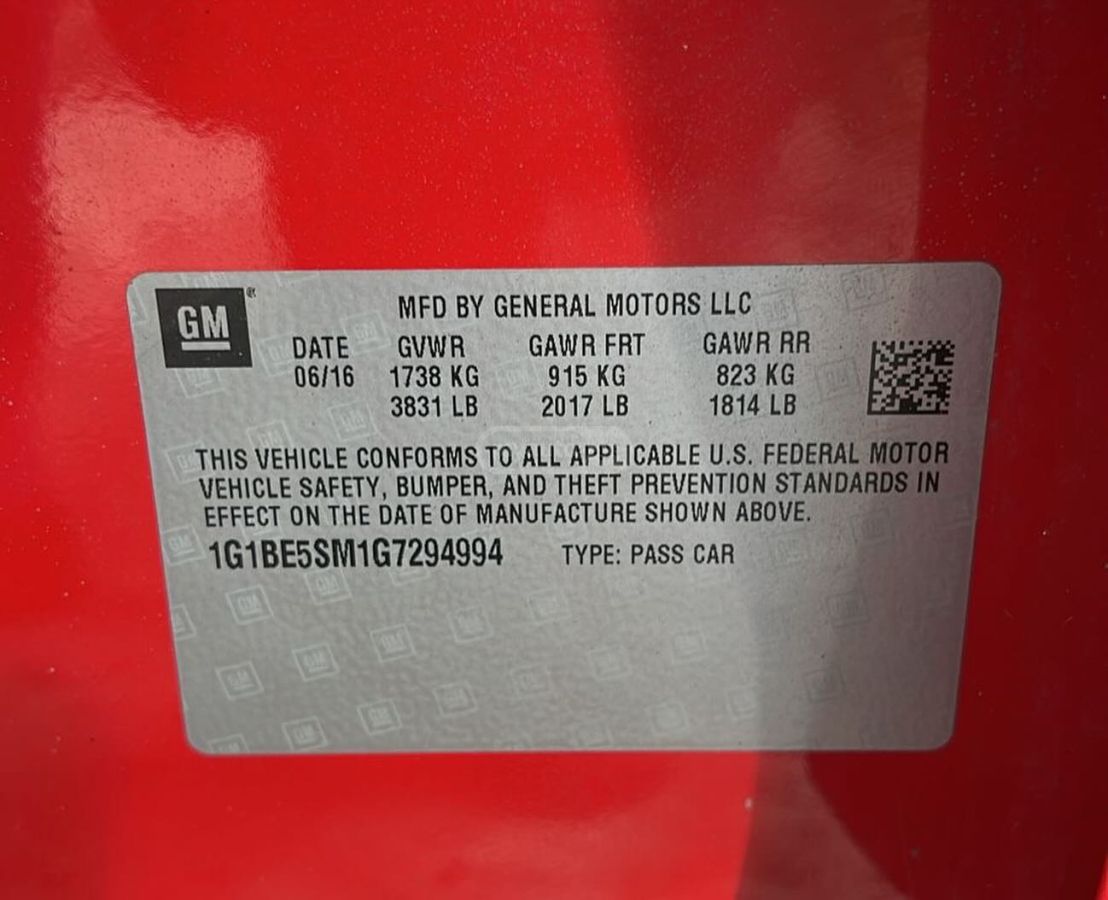 GM
MFD BY GENERAL MOTORS LLC
DATE GVWR GAWR FRT GAWR RR
06/16 1738 KG 915 KG 823 KG
3831 LB 2017 LB 1814 LB
THIS VEHICLE CONFORMS TO ALL APPLICABLE U.S. FEDERAL MOTOR
VEHICLE SAFETY, BUMPER, AND THEFT PREVENTION STANDARDS IN
EFFECT ON THE DATE OF MANUFACTURE SHOWN ABOVE.
1G1BE5SM1G7294994 TYPE: PASS CAR